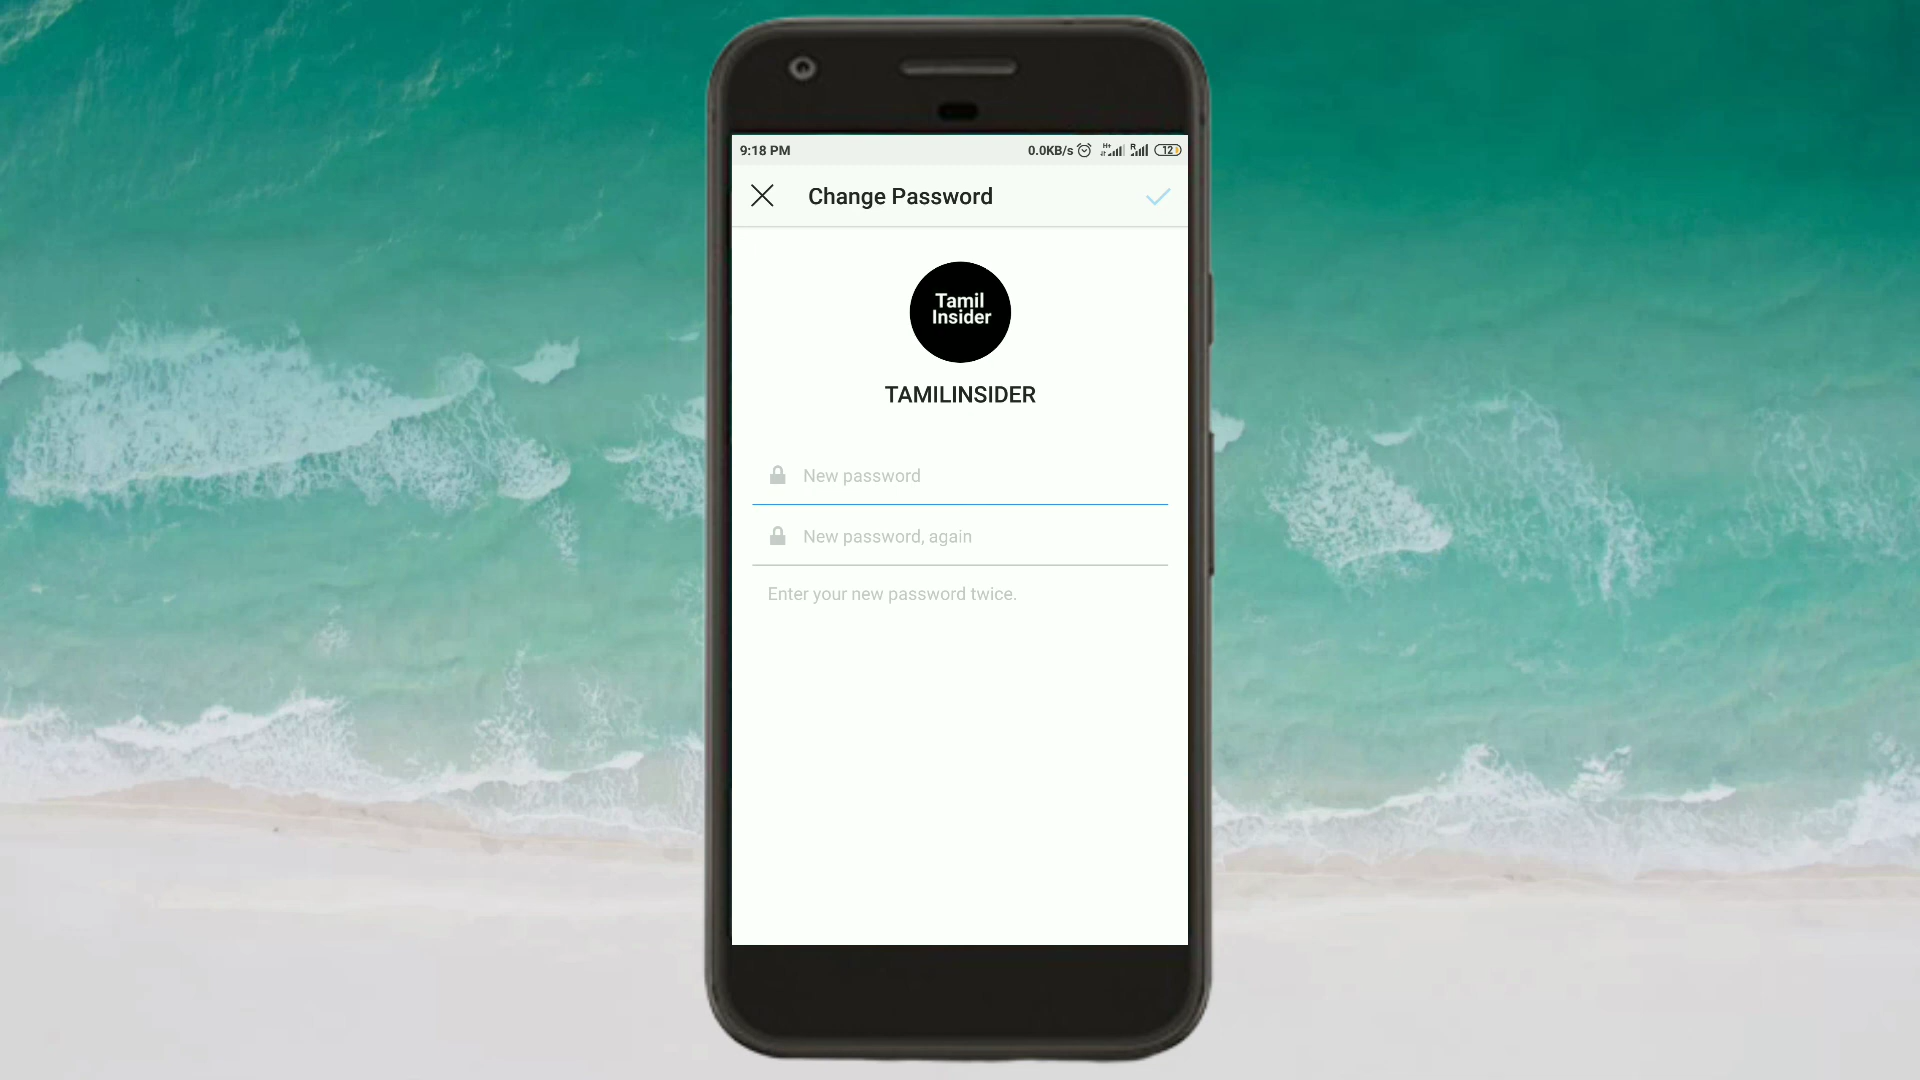 9:18 PM 0.0KB/s H+ R 12
Change Password
Tamil
Insider
TAMILINSIDER
New password
New password, again
Enter your new password twice.